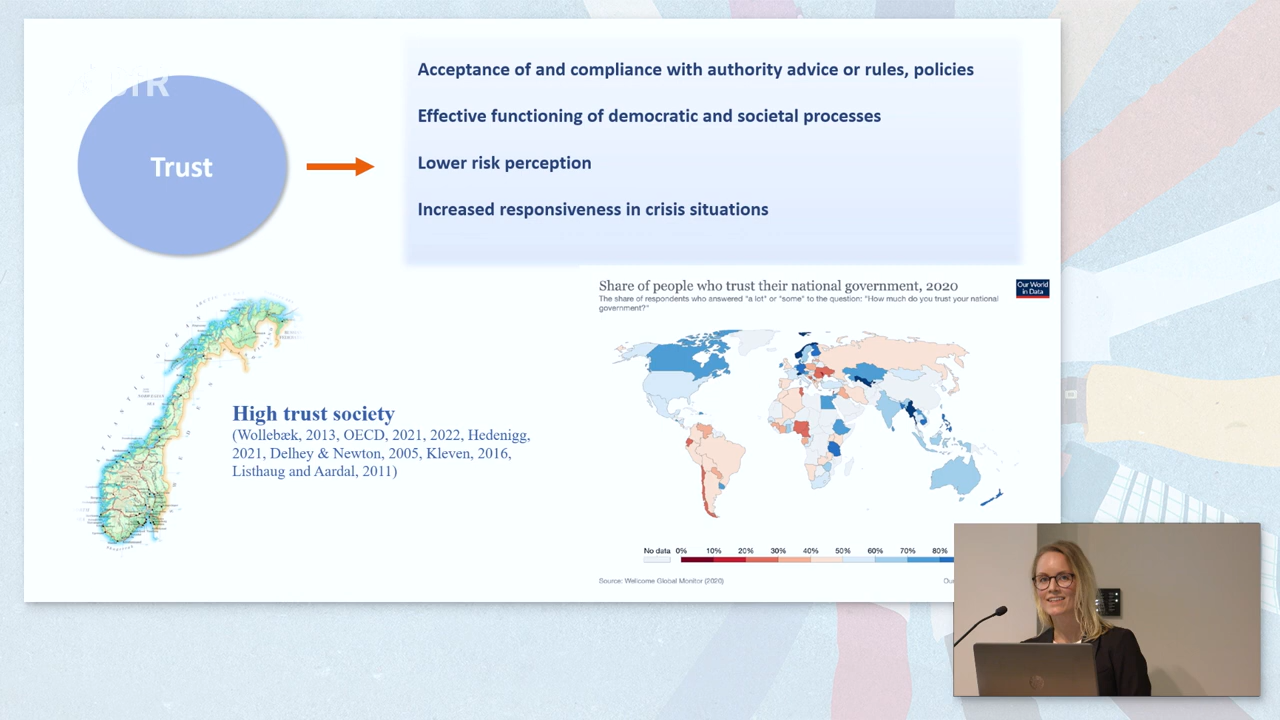 Trust
Acceptance of and compliance with authority advice or rules, policies
Effective functioning of democratic and societal processes
Lower risk perception
Increased responsiveness in crisis situations
High trust society
(Wollebæk, 2013, OECD, 2021, 2022, Hedenigg,
2021, Delhey & Newton, 2005, Kleven, 2016,
Listhaug and Aardal, 2011)
Share of people who trust their national government, 2020
The share of respondents who answered "a lot" or "some" to the question: "How much do you trust your national
government?"
Our World
in Data
No data 0% 10% 20% 30% 40% 50% 60% 70% 80%
Source: Wellcome Global Monitor (2020)